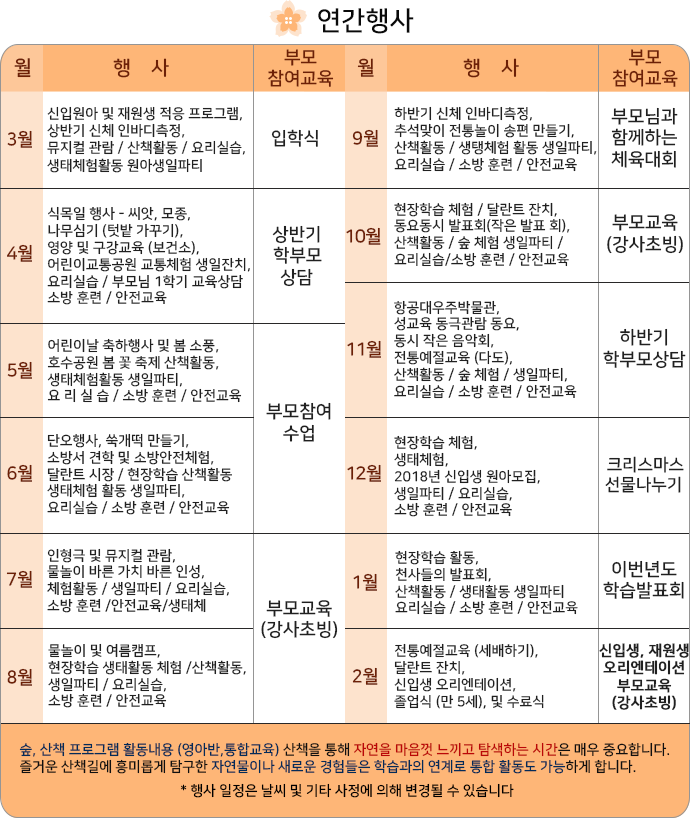 연간행사
월 행 사 부모
참여교육
3월
신입원아 및 재원생 적응 프로그램,
상반기 신체 인바디측정,
뮤지컬 관람 / 산책활동 / 요리실습,
생태체험활동 원아생일파티
입학식
4월
식목일 행사 - 씨앗, 모종,
나무심기 (텃밭 가꾸기),
영양 및 구강교육 (보건소),
어린이교통공원 교통체험 생일잔치,
요리실습 / 부모님 1학기 교육상담
소방 훈련 / 안전교육
상반기
학부모
상담
5월
어린이날 축하행사 및 봄 소풍,
호수공원 봄 꽃 축제 산책활동,
생태체험활동 생일파티,
요 리 실 습 / 소방 훈련 / 안전교육
부모참여
수업
6월
단오행사, 쑥개떡 만들기,
소방서 견학 및 소방안전체험,
달란트 시장 / 현장학습 산책활동
생태체험 활동 생일파티,
요리실습 / 소방 훈련 / 안전교육
7월
인형극 및 뮤지컬 관람,
물놀이 바른 가치 바른 인성,
체험활동 / 생일파티 / 요리실습,
소방 훈련 /안전교육/생태체
부모교육
(강사초빙)
8월
물놀이 및 여름캠프,
현장학습 생태활동 체험 /산책활동,
생일파티 / 요리실습,
소방 훈련 / 안전교육
월 행 사 부모
참여교육
9월
하반기 신체 인바디측정,
추석맞이 전통놀이 송편 만들기,
산책활동 / 생탱체험 활동 생일파티,
요리실습 / 소방 훈련 / 안전교육
부모님과
함께하는
체육대회
10월
현장학습 체험 / 달란트 잔치,
동요동시 발표회(작은 발표 회),
산책활동 / 숲 체험 생일파티 /
요리실습/소방 훈련 / 안전교육
부모교육
(강사초빙)
11월
항공대우주박물관,
성교육 동극관람 동요,
동시 작은 음악회,
전통예절교육 (다도),
산책활동 / 숲 체험 / 생일파티,
요리실습 / 소방 훈련 / 안전교육
하반기
학부모상담
12월
현장학습 체험,
생태체험,
2018년 신입생 원아모집,
생일파티 / 요리실습,
소방 훈련 / 안전교육
크리스마스
선물나누기
1월
현장학습 활동,
천사들의 발표회,
산책활동 / 생태활동 생일파티
요리실습 / 소방 훈련 / 안전교육
이번년도
학습발표회
2월
전통예절교육 (세배하기),
달란트 잔치,
신입생 오리엔테이션,
졸업식 (만 5세), 및 수료식
신입생, 재원생
오리엔테이션
부모교육
(강사초빙)
숲, 산책 프로그램 활동내용 (영아반,통합교육) 산책을 통해 자연을 마음껏 느끼고 탐색하는 시간은 매우 중요합니다.
즐거운 산책길에 흥미롭게 탐구한 자연물이나 새로운 경험들은 학습과의 연계로 통합 활동도 가능하게 합니다.
* 행사 일정은 날씨 및 기타 사정에 의해 변경될 수 있습니다